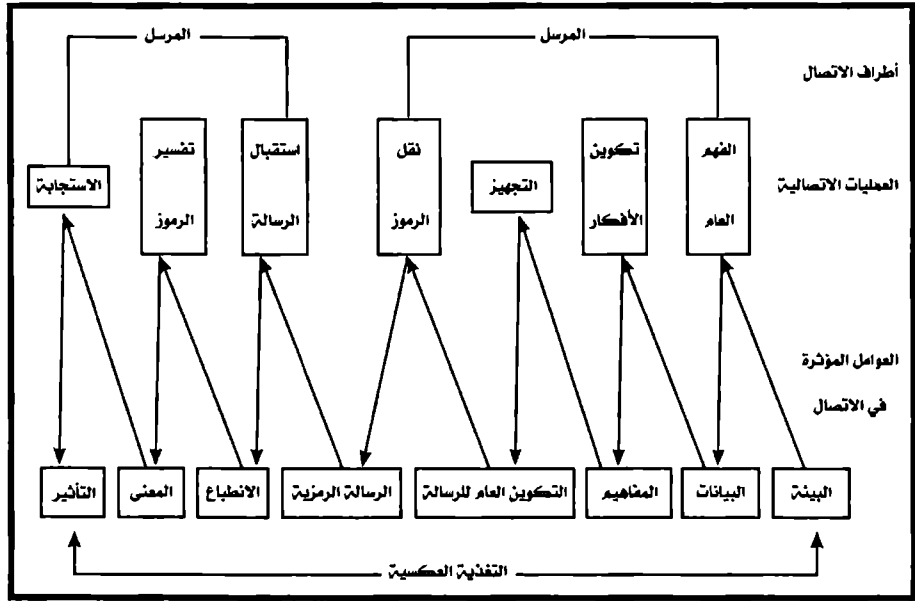 المرسل
المرسل
أطراف الاتصال
الفهم
العام
تكوين
الأفكار
التجهيز
نقل
الرموز
استقبال
الرسالة
تفسير
الرموز
الاستجابة
العمليات الاتصالية
العوامل المؤثرة
في الاتصال
البيئة
البيانات
المفاهيم
التكوين العام للرسالة
الرسالة الرمزية
الانطباع
المعنى
التأثير
التغذية العكسية